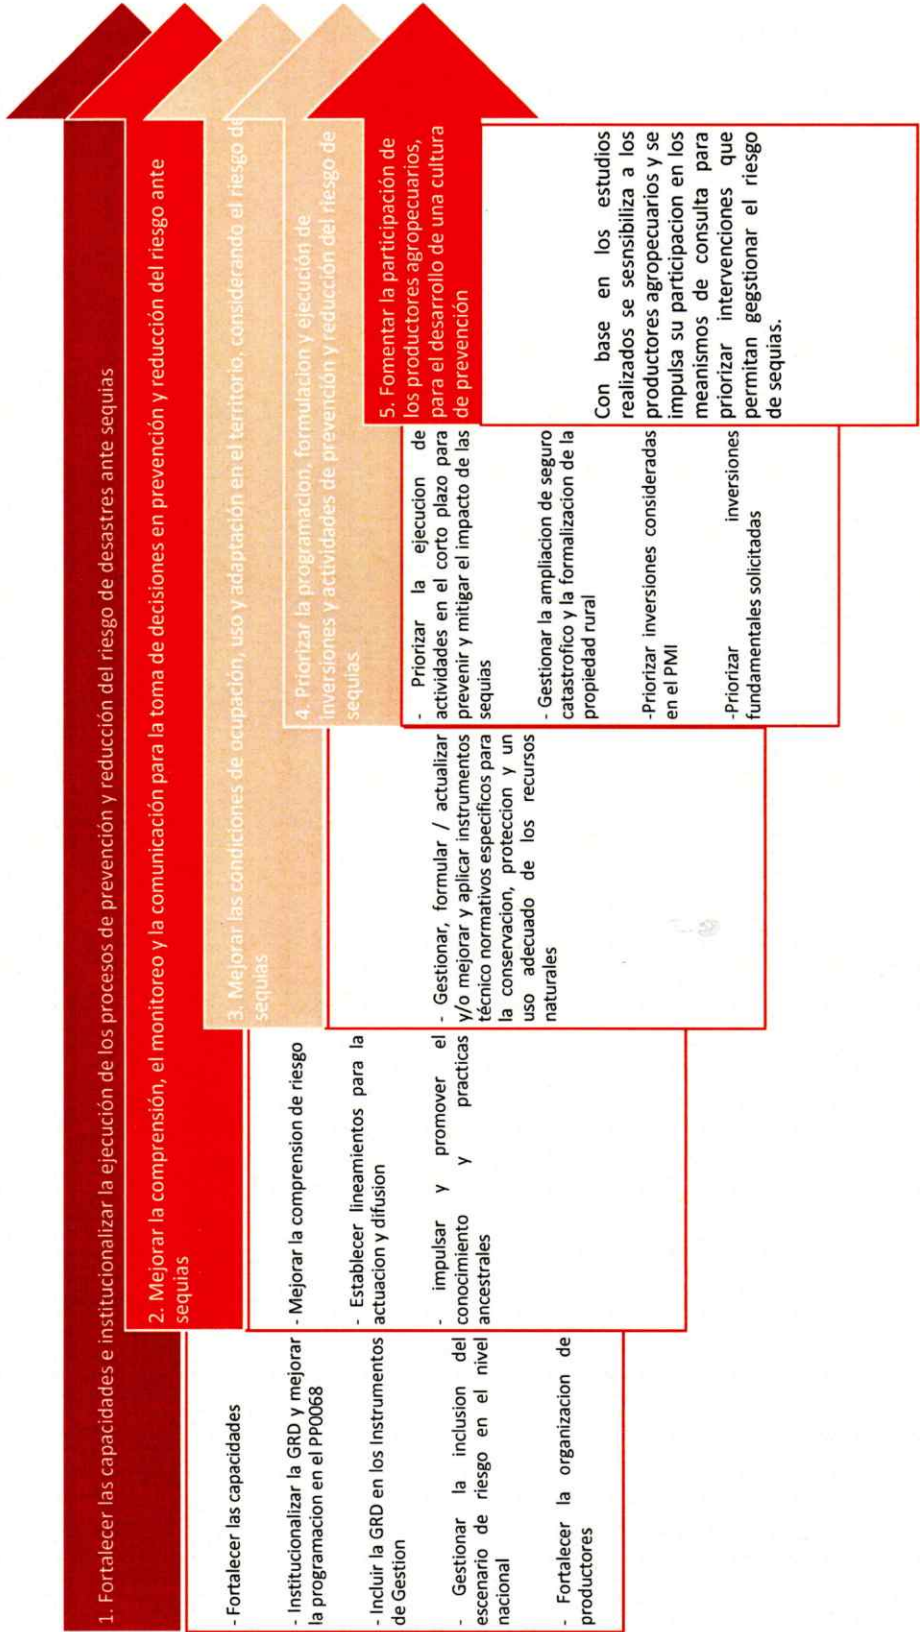 1. Fortalecer las capacidades e institucionalizar la ejecución de los procesos de prevención y reducción del riesgo de desastres ante sequias
- Fortalecer las capacidades
- Institucionalizar la GRD y mejorar
la programacion en el PP0068
- Incluir la GRD en los Instrumentos
de Gestion
- Gestionar la inclusion del
escenario de riesgo en el nivel
nacional
- Fortalecer la organizacion de
productores
2. Mejorar la comprensión, el monitoreo y la comunicación para la toma de decisiones en prevención y reducción del riesgo ante
sequias
- Mejorar la comprension de riesgo
- Establecer lineamientos para la
actuacion y difusion
- impulsar y promover el
conocimiento y practicas
ancestrales
3. Mejorar las condiciones de ocupación, uso y adaptación en el territorio, considerando el riesgo de
sequias
- Gestionar, formular / actualizar
y/o mejorar y aplicar instrumentos
técnico normativos especificos para
la conservacion, proteccion y un
uso adecuado de los recursos
naturales
4. Priorizar la programacion, formulacion y ejecución de
inversiones y actividades de prevención y reducción del riesgo de
sequias
- Priorizar la ejecucion de
actividades en el corto plazo para
prevenir y mitigar el impacto de las
sequias
- Gestionar la ampliacion de seguro
catastrofico y la formalizacion de la
propiedad rural
-Priorizar inversiones consideradas
en el PMI
-Priorizar inversiones
fundamentales solicitadas
5. Fomentar la participación de
los productores agropecuarios,
para el desarrollo de una cultura
de prevención
Con base en los estudios
realizados se sesnsibiliza a los
productores agropecuarios y se
impulsa su participacion en los
meanismos de consulta para
priorizar intervenciones que
permitan gegstionar el riesgo
de sequias.